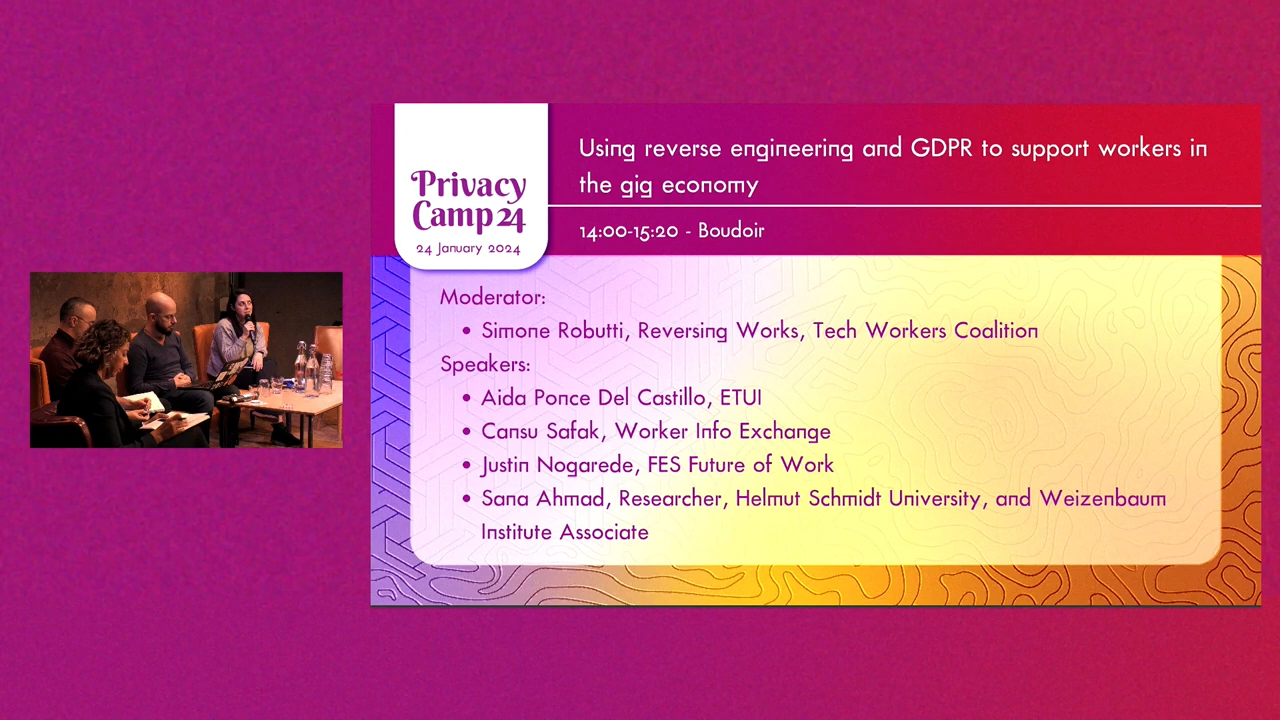 Privacy
Camp 24
24 January 2024
Using reverse engineering and GDPR to support workers in
the gig economy
14:00-15:20 - Boudoir
Moderator:
• Simone Robutti, Reversing Works, Tech Workers Coalition
Speakers:
• Aida Ponce Del Castillo, ETUI
• Cansu Safak, Worker Info Exchange
• Justin Nogarede, FES Future of Work
• Sana Ahmad, Researcher, Helmut Schmidt University, and Weizenbaum
Institute Associate